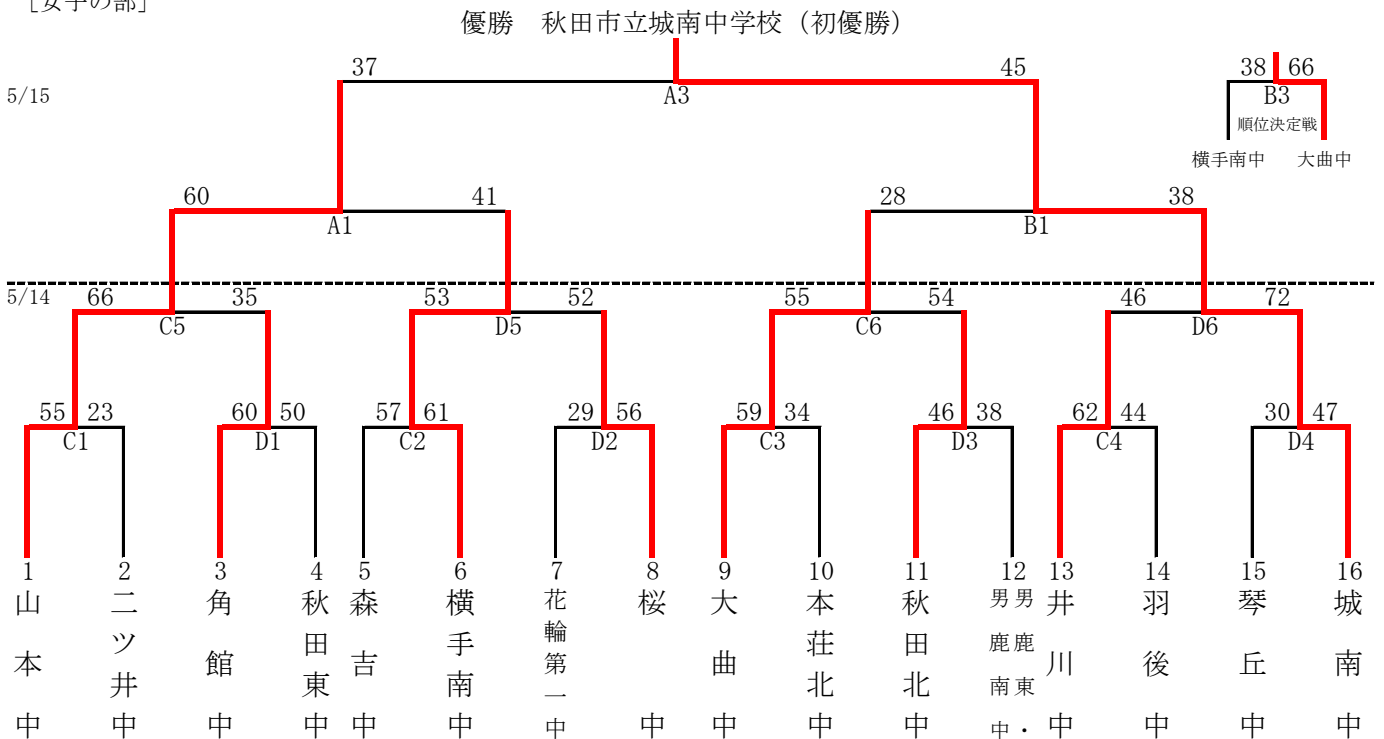 [女子の部]
優勝 秋田市立城南中学校（初優勝）
37 45 38 66
5/15 A3 B3
順位決定戦
横手南中 大曲中
60 41 28 38
A1 B1
5/14 66 35 53 52 55 54 46 72
C5 D5 C6 D6
55 23 60 50 57 61 29 56 59 34 46 38 62 44 30 47
C1 D1 C2 D2 C3 D3 C4 D4
1 2 3 4 5 6 7 8 9 10 11 12 13 14 15 16
山本中
二ツ井中
角館中
秋田東中
森吉中
横手南中
花輪第一中
桜中
大曲中
本荘北中
秋田北中
男鹿東・
男鹿南中
井川中
羽後中
琴丘中
城南中